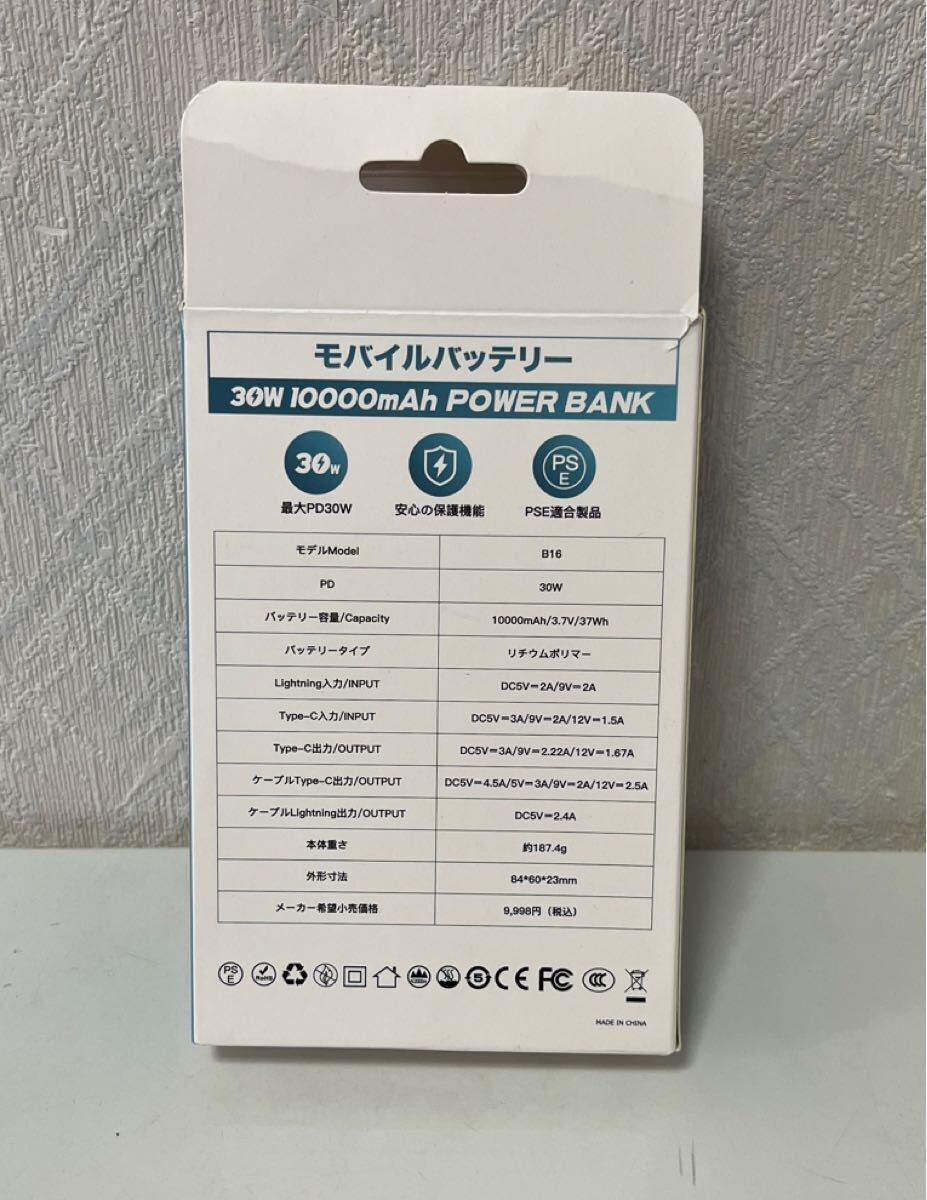 モバイルバッテリー
30W 10000mAh POWER BANK
30W
PS
E
最大PD30W
安心の保護機能
PSE適合製品
モデルModel
B16
PD
30W
バッテリー容量/Capacity
10000mAh/3.7V/37Wh
バッテリータイプ
リチウムポリマー
Lightning入力/INPUT
DC5V=2A/9V=2A
Type-C入力/INPUT
DC5V=3A/9V=2A/12V=1.5A
Type-C出力/OUTPUT
DC5V=3A/9V=2.22A/12V=1.67A
ケーブルType-C出力/OUTPUT
DC5V=4.5A/5V=3A/9V=2A/12V=2.5A
ケーブルLightning出力/OUTPUT
DC5V=2.4A
本体重さ
約187.4g
外形寸法
84*60*23mm
メーカー希望小売価格
9,998円（税込）
PS
E
RoHS
5
CE
FC
CCC
MADE IN CHINA